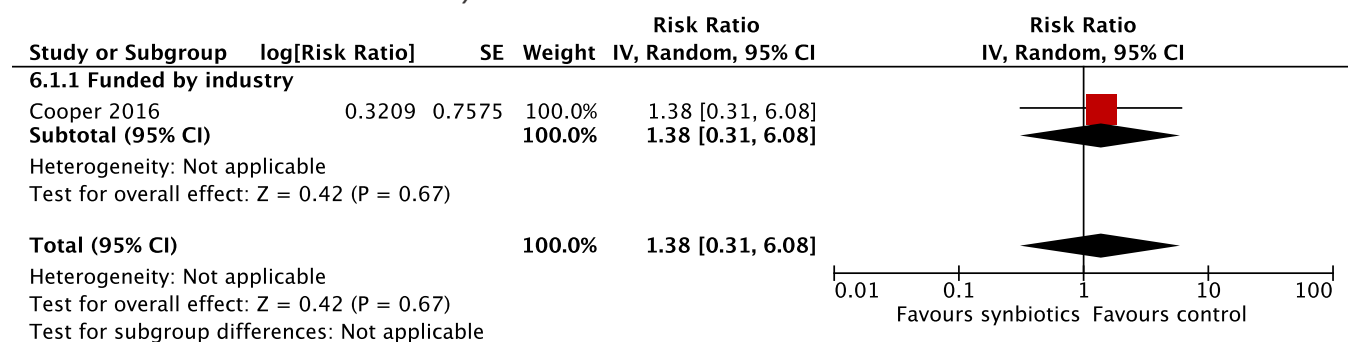 Risk Ratio Risk Ratio
Study or Subgroup log[Risk Ratio] SE Weight IV, Random, 95% CI IV, Random, 95% CI
6.1.1 Funded by industry
Cooper 2016 0.3209 0.7575 100.0% 1.38 [0.31, 6.08]
Subtotal (95% CI) 100.0% 1.38 [0.31, 6.08]
Heterogeneity: Not applicable
Test for overall effect: Z = 0.42 (P = 0.67)
Total (95% CI) 100.0% 1.38 [0.31, 6.08]
Heterogeneity: Not applicable
Test for overall effect: Z = 0.42 (P = 0.67)
Test for subgroup differences: Not applicable
0.01 0.1 1 10 100
Favours synbiotics Favours control